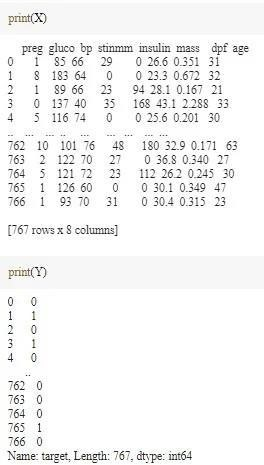 print(X)
preg gluco bp stinmm insulin mass dpf age
0 1 85 66 29 0 26.6 0.351 31
1 8 183 64 0 0 23.3 0.672 32
2 1 89 66 23 94 28.1 0.167 21
3 0 137 40 35 168 43.1 2.288 33
4 5 116 74 0 0 25.6 0.201 30
.. ... ... .. ... ... ... ... ...
762 10 101 76 48 180 32.9 0.171 63
763 2 122 70 27 0 36.8 0.340 27
764 5 121 72 23 112 26.2 0.245 30
765 1 126 60 0 0 30.1 0.349 47
766 1 93 70 31 0 30.4 0.315 23
[767 rows x 8 columns]
print(Y)
0 0
1 1
2 0
3 1
4 0
..
762 0
763 0
764 0
765 1
766 0
Name: target, Length: 767, dtype: int64